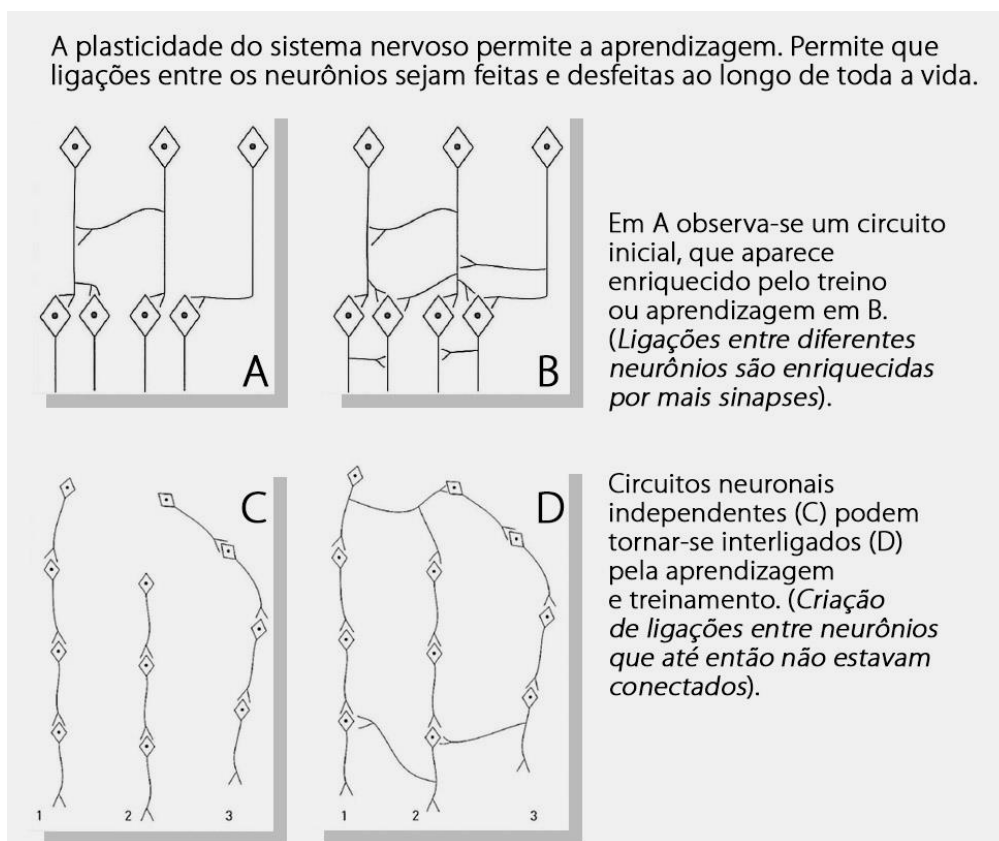 A plasticidade do sistema nervoso permite a aprendizagem. Permite que
ligações entre os neurônios sejam feitas e desfeitas ao longo de toda a vida.
A
B
Em A observa-se um circuito
inicial, que aparece
enriquecido pelo treino
ou aprendizagem em B.
(Ligações entre diferentes
neurônios são enriquecidas
por mais sinapses).
C
1 2 3
D
1 2 3
Circuitos neuronais
independentes (C) podem
tornar-se interligados (D)
pela aprendizagem
e treinamento. (Criação
de ligações entre neurônios
que até então não estavam
conectados).